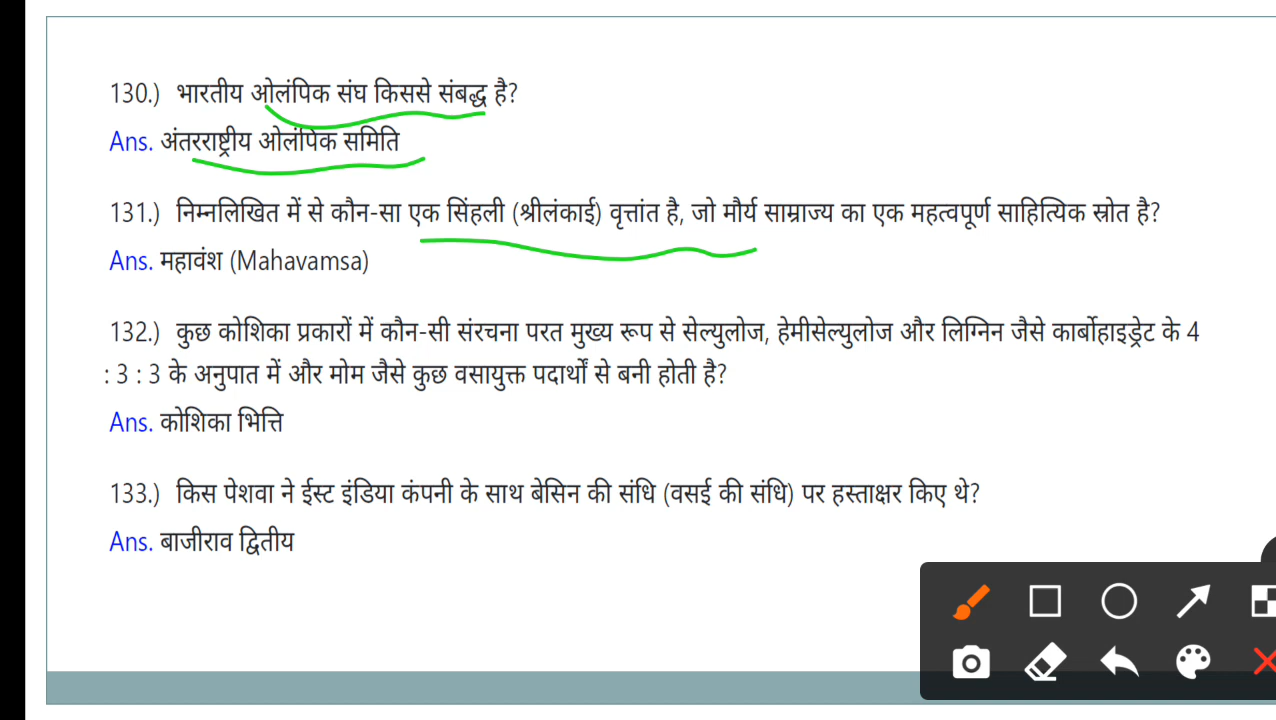 130.) भारतीय ओलंपिक संघ किससे संबद्ध है?
Ans. अंतरराष्ट्रीय ओलंपिक समिति
131.) निम्नलिखित में से कौन-सा एक सिंहली (श्रीलंकाई) वृत्तांत है, जो मौर्य साम्राज्य का एक महत्वपूर्ण साहित्यिक स्रोत है?
Ans. महावंश (Mahavamsa)
132.) कुछ कोशिका प्रकारों में कौन-सी संरचना परत मुख्य रूप से सेल्युलोज, हेमीसेल्युलोज और लिग्निन जैसे कार्बोहाइड्रेट के 4
: 3 : 3 के अनुपात में और मोम जैसे कुछ वसायुक्त पदार्थों से बनी होती है?
Ans. कोशिका भित्ति
133.) किस पेशवा ने ईस्ट इंडिया कंपनी के साथ बेसिन की संधि (वसई की संधि) पर हस्ताक्षर किए थे?
Ans. बाजीराव द्वितीय